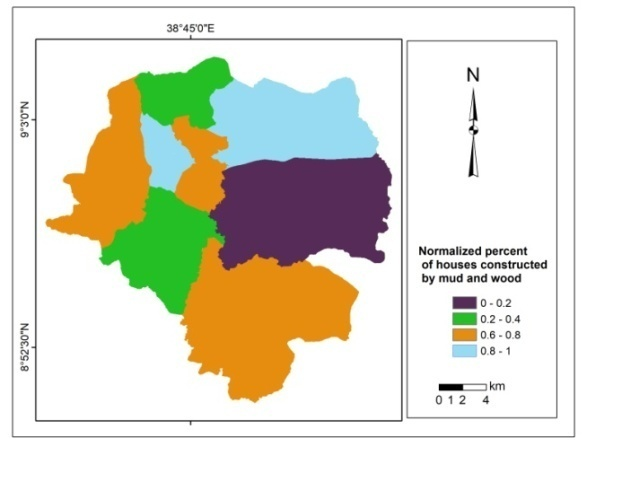 38°45'0"E
9°3'0"N
8°52'30"N
N
Normalized percent
of houses constructed
by mud and wood
0 - 0.2
0.2 - 0.4
0.6 - 0.8
0.8 - 1
km
0 1 2 4